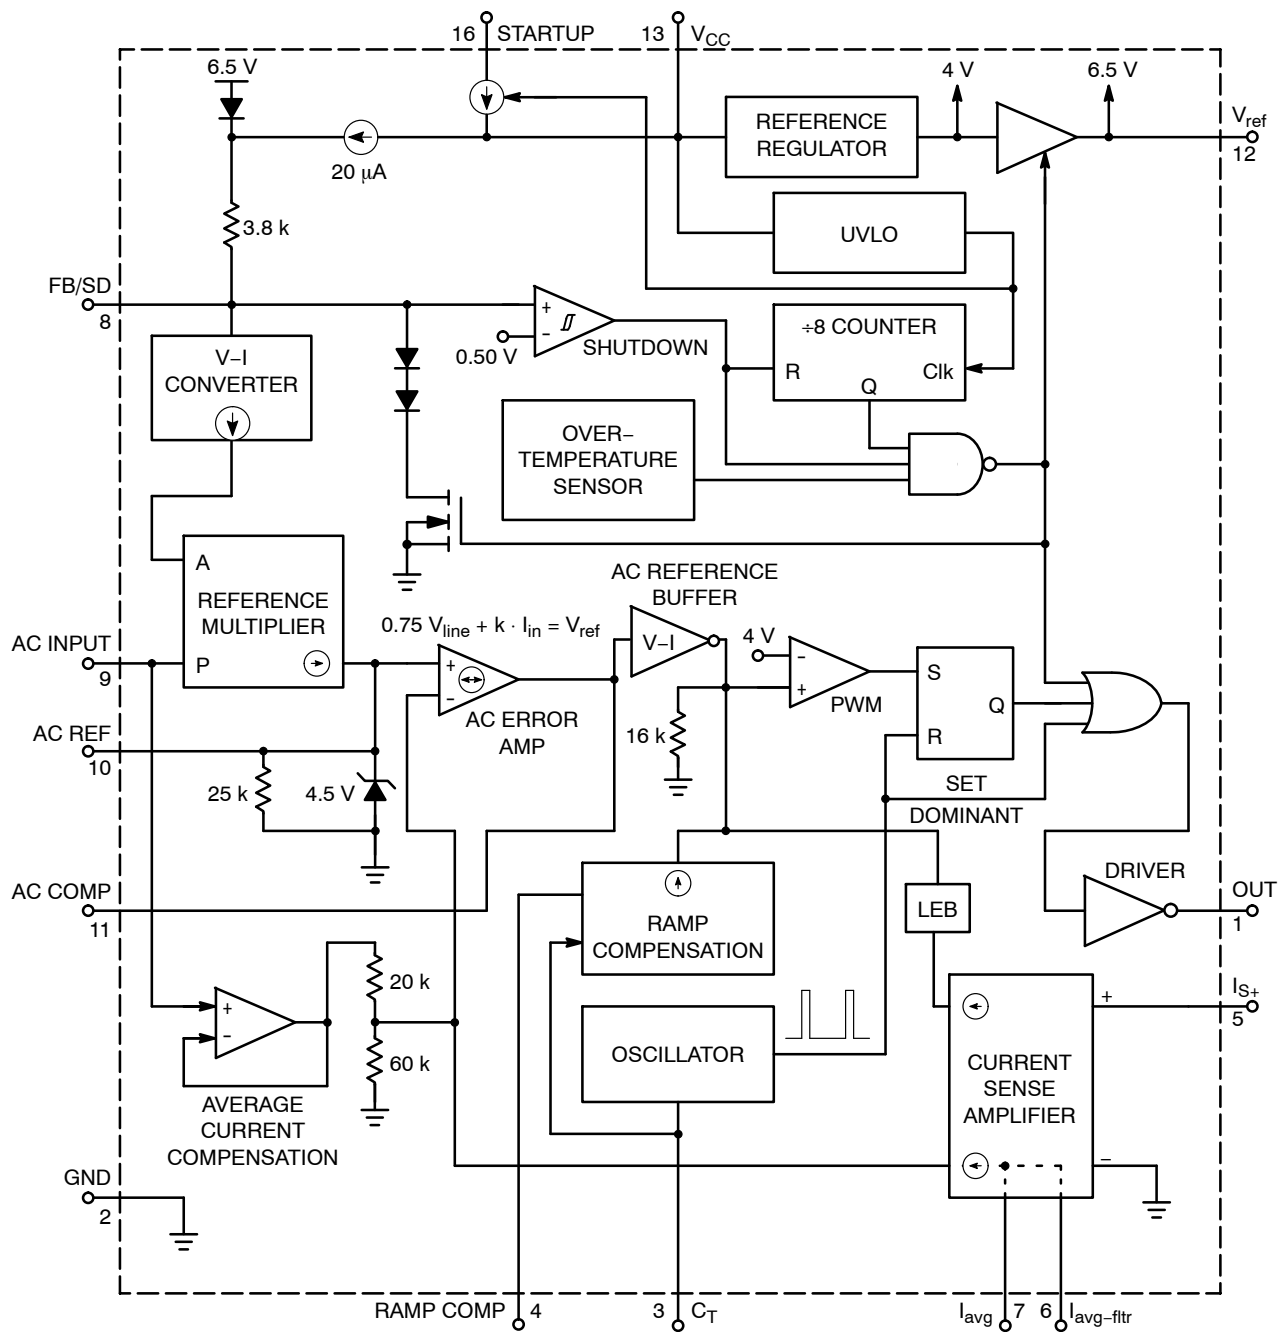 16 STARTUP
13 VCC
6.5 V
4 V
6.5 V
Vref
12
REFERENCE
REGULATOR
20 μA
3.8 k
UVLO
FB/SD
8
÷8 COUNTER
R
Clk
Q
+
−
0.50 V
SHUTDOWN
V−I
CONVERTER
OVER−
TEMPERATURE
SENSOR
A
REFERENCE
MULTIPLIER
P
AC INPUT
9
0.75 Vline + k · Iin = Vref
+
−
AC ERROR
AMP
AC REFERENCE
BUFFER
V−I
4 V
−
+
PWM
S
Q
R
SET
DOMINANT
16 k
AC REF
10
25 k
4.5 V
AC COMP
11
RAMP
COMPENSATION
LEB
DRIVER
OUT
1
+
−
20 k
60 k
AVERAGE
CURRENT
COMPENSATION
OSCILLATOR
+
IS+
5
CURRENT
SENSE
AMPLIFIER
−
GND
2
RAMP COMP 4
3 CT
Iavg 7
6 Iavg−fltr